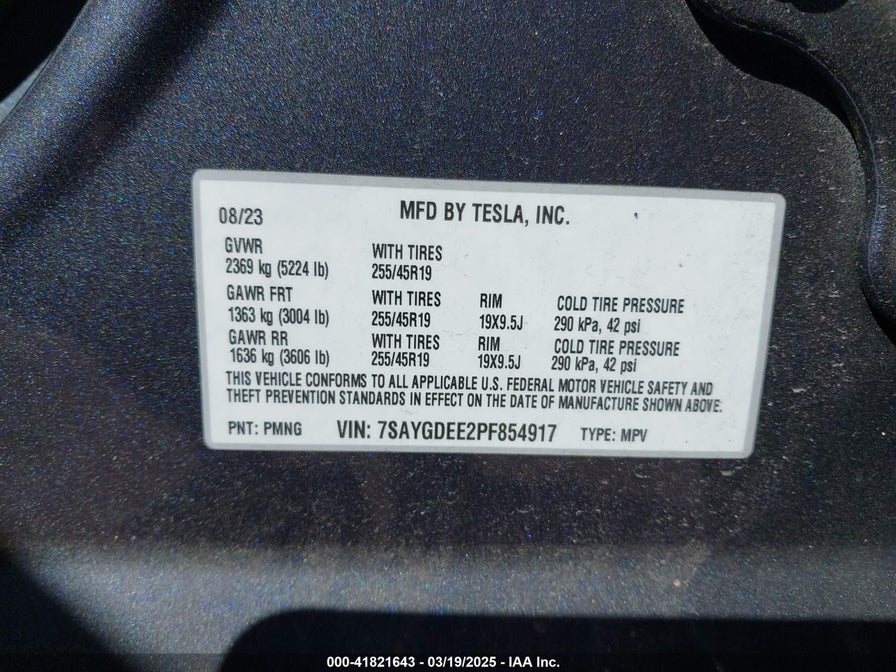 08/23 MFD BY TESLA, INC.
GVWR WITH TIRES
2369 kg (5224 lb) 255/45R19
GAWR FRT WITH TIRES RIM COLD TIRE PRESSURE
1363 kg (3004 lb) 255/45R19 19X9.5J 290 kPa, 42 psi
GAWR RR WITH TIRES RIM COLD TIRE PRESSURE
1636 kg (3606 lb) 255/45R19 19X9.5J 290 kPa, 42 psi
THIS VEHICLE CONFORMS TO ALL APPLICABLE U.S. FEDERAL MOTOR VEHICLE SAFETY AND
THEFT PREVENTION STANDARDS IN EFFECT ON THE DATE OF MANUFACTURE SHOWN ABOVE.
PNT: PMNG VIN: 7SAYGDEE2PF854917 TYPE: MPV
000-41821643 — 03/19/2025 — IAA Inc.